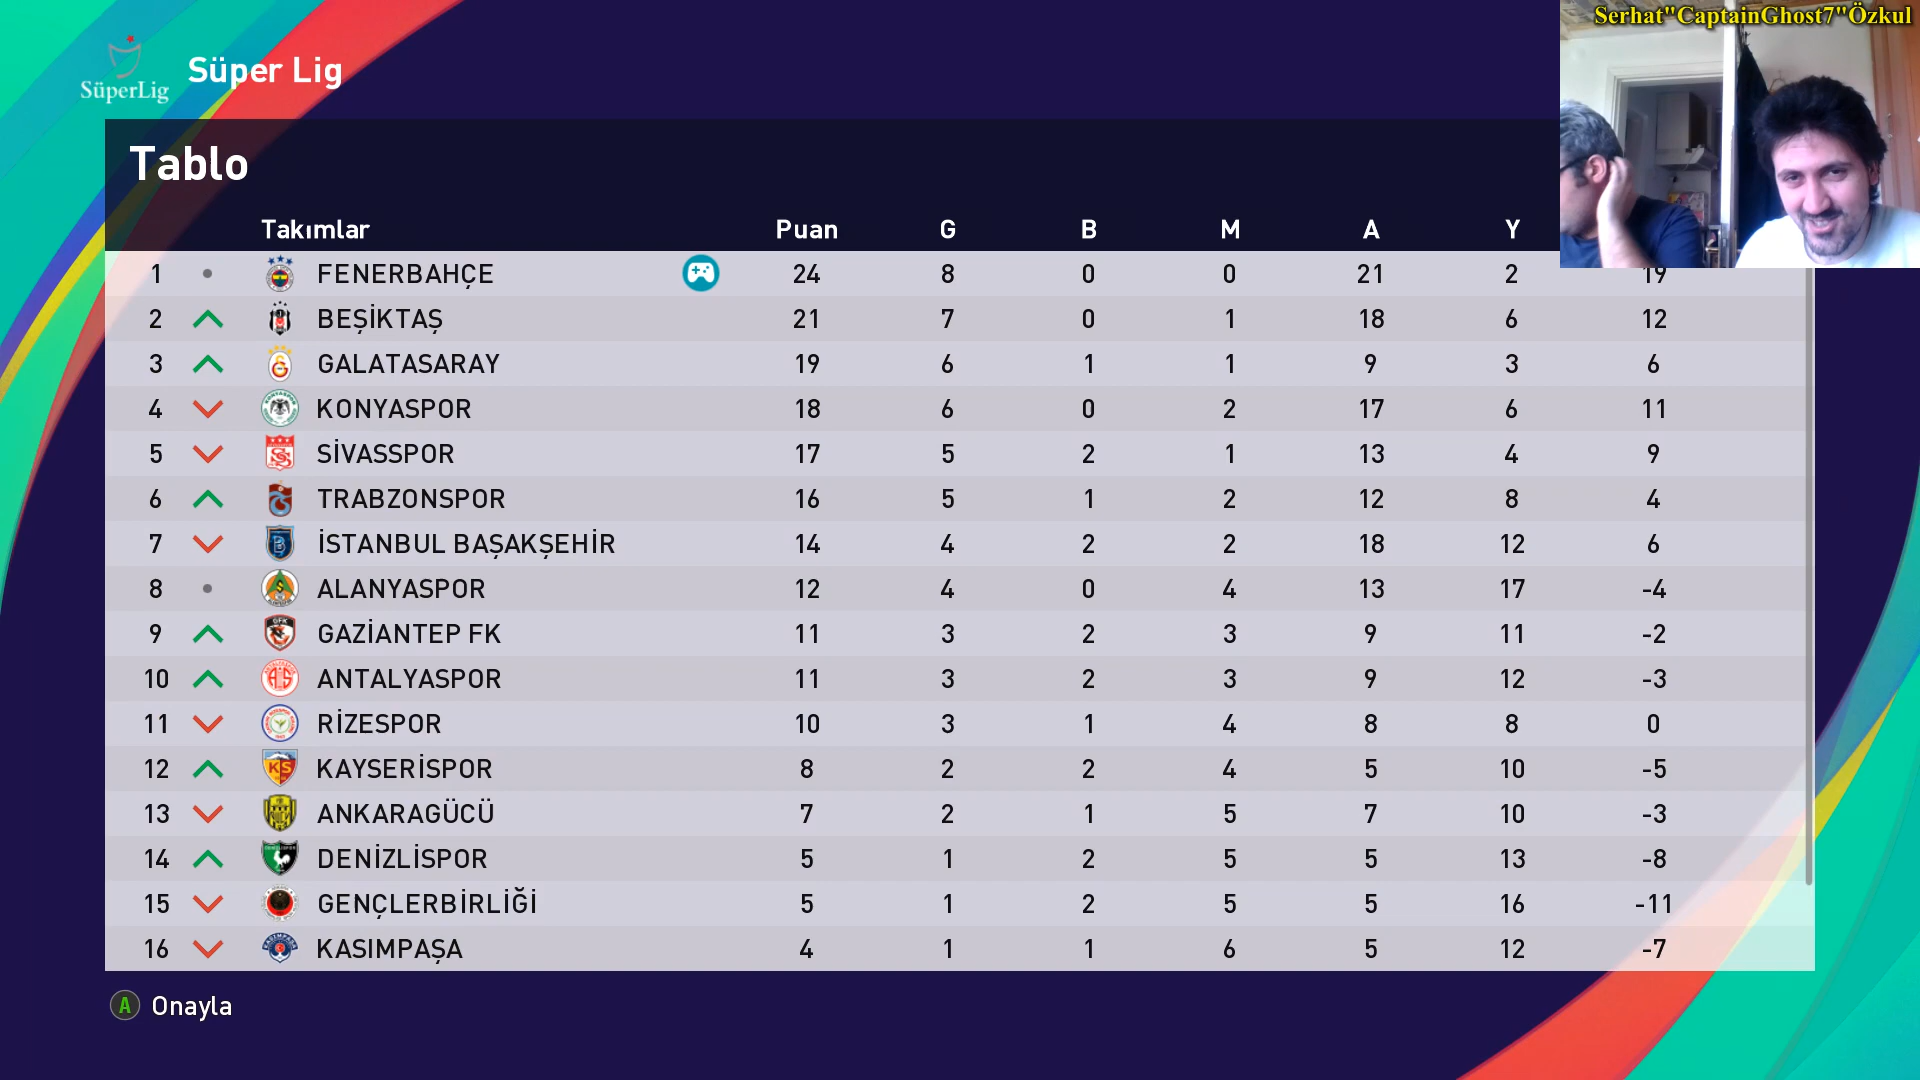 Serhat"CaptainGhost7"Özkul
SüperLig
Süper Lig
Tablo
Takımlar Puan G B M A Y
1 FENERBAHÇE 24 8 0 0 21 2 19
2 BEŞİKTAŞ 21 7 0 1 18 6 12
3 GALATASARAY 19 6 1 1 9 3 6
4 KONYASPOR 18 6 0 2 17 6 11
5 SİVASSPOR 17 5 2 1 13 4 9
6 TRABZONSPOR 16 5 1 2 12 8 4
7 İSTANBUL BAŞAKŞEHİR 14 4 2 2 18 12 6
8 ALANYASPOR 12 4 0 4 13 17 -4
9 GAZİANTEP FK 11 3 2 3 9 11 -2
10 ANTALYASPOR 11 3 2 3 9 12 -3
11 RİZESPOR 10 3 1 4 8 8 0
12 KAYSERİSPOR 8 2 2 4 5 10 -5
13 ANKARAGÜCÜ 7 2 1 5 7 10 -3
14 DENİZLİSPOR 5 1 2 5 5 13 -8
15 GENÇLERBİRLİĞİ 5 1 2 5 5 16 -11
16 KASIMPAŞA 4 1 1 6 5 12 -7
A Onayla